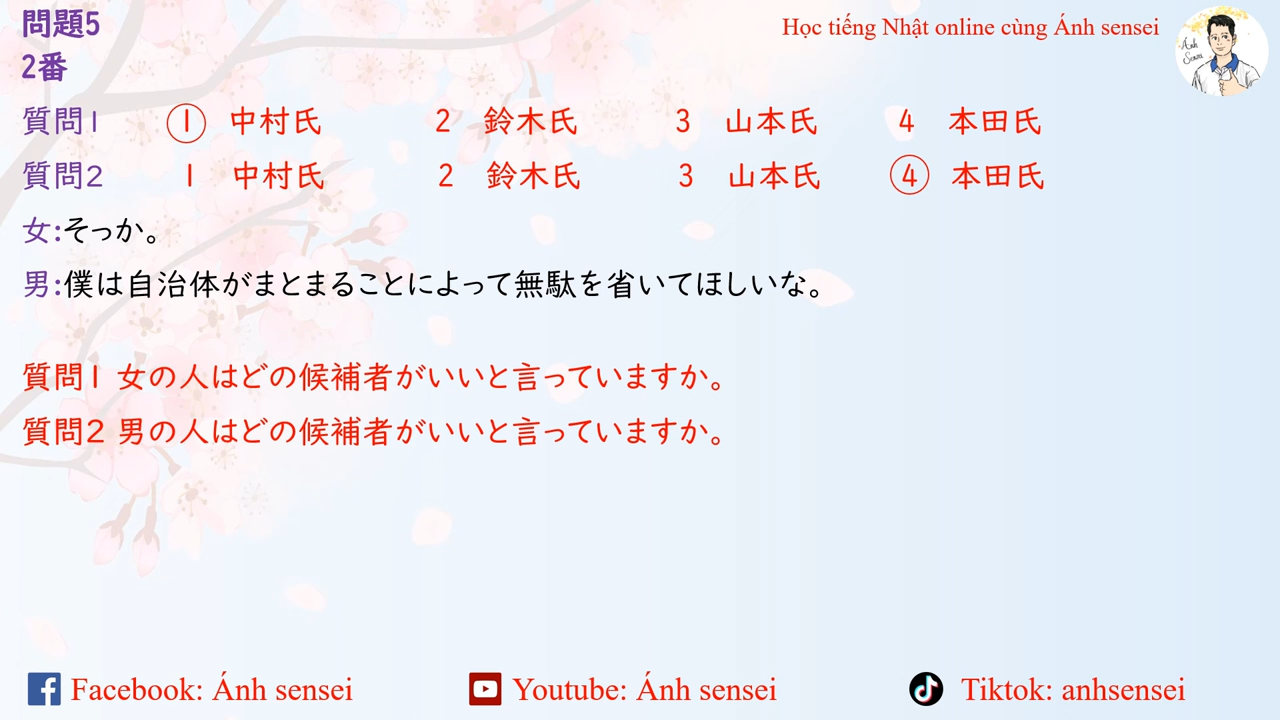 問題5
Học tiếng Nhật online cùng Ánh sensei
Ánh Sensei
2番
質問1 ① 中村氏 2 鈴木氏 3 山本氏 4 本田氏
質問2 1 中村氏 2 鈴木氏 3 山本氏 ④ 本田氏
女:そっか。
男:僕は自治体がまとまることによって無駄を省いてほしいな。
質問1 女の人はどの候補者がいいと言っていますか。
質問2 男の人はどの候補者がいいと言っていますか。
Facebook: Ánh sensei Youtube: Ánh sensei Tiktok: anhsensei